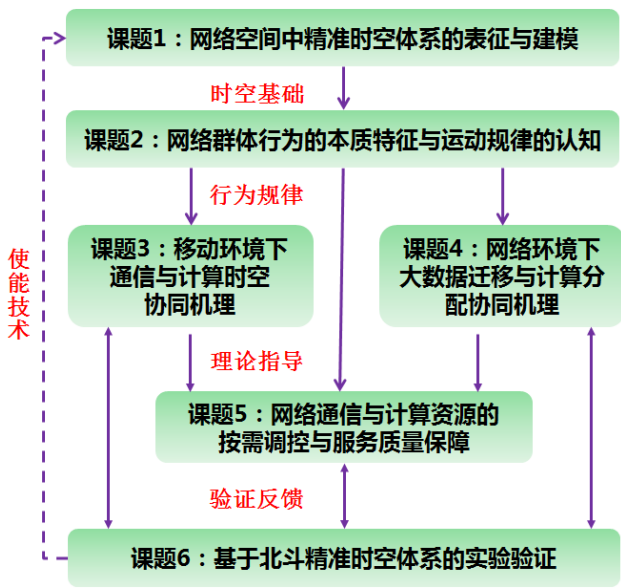 课题1：网络空间中精准时空体系的表征与建模
时空基础
课题2：网络群体行为的本质特征与运动规律的认知
行为规律
课题3：移动环境下
通信与计算时空
协同机理
课题4：网络环境下
大数据迁移与计算分
配协同机理
使能技术
理论指导
课题5：网络通信与计算资源的
按需调控与服务质量保障
验证反馈
课题6：基于北斗精准时空体系的实验验证